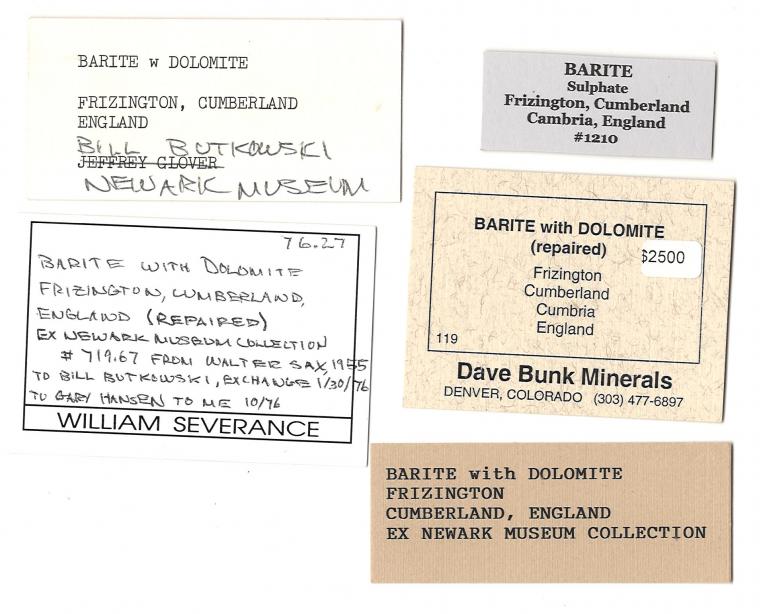 BARITE w DOLOMITE
FRIZINGTON, CUMBERLAND
ENGLAND
BILL BUTKOWSKI
JEFFREY GLOVER
NEWARK MUSEUM
BARITE
Sulphate
Frizington, Cumberland
Cambria, England
#1210
76.27
BARITE WITH DOLOMITE
FRIZINGTON, CUMBERLAND,
ENGLAND (REPAIRED)
EX NEWARK MUSEUM COLLECTION
# 719.67 FROM WALTER SAX, 1955
TO BILL BUTKOWSKI, EXCHANGE 1/30/76
TO GARY HANSEN TO ME 10/76
WILLIAM SEVERANCE
BARITE with DOLOMITE
(repaired)
$2500
Frizington
Cumberland
Cumbria
England
119
Dave Bunk Minerals
DENVER, COLORADO (303) 477-6897
BARITE with DOLOMITE
FRIZINGTON
CUMBERLAND, ENGLAND
EX NEWARK MUSEUM COLLECTION